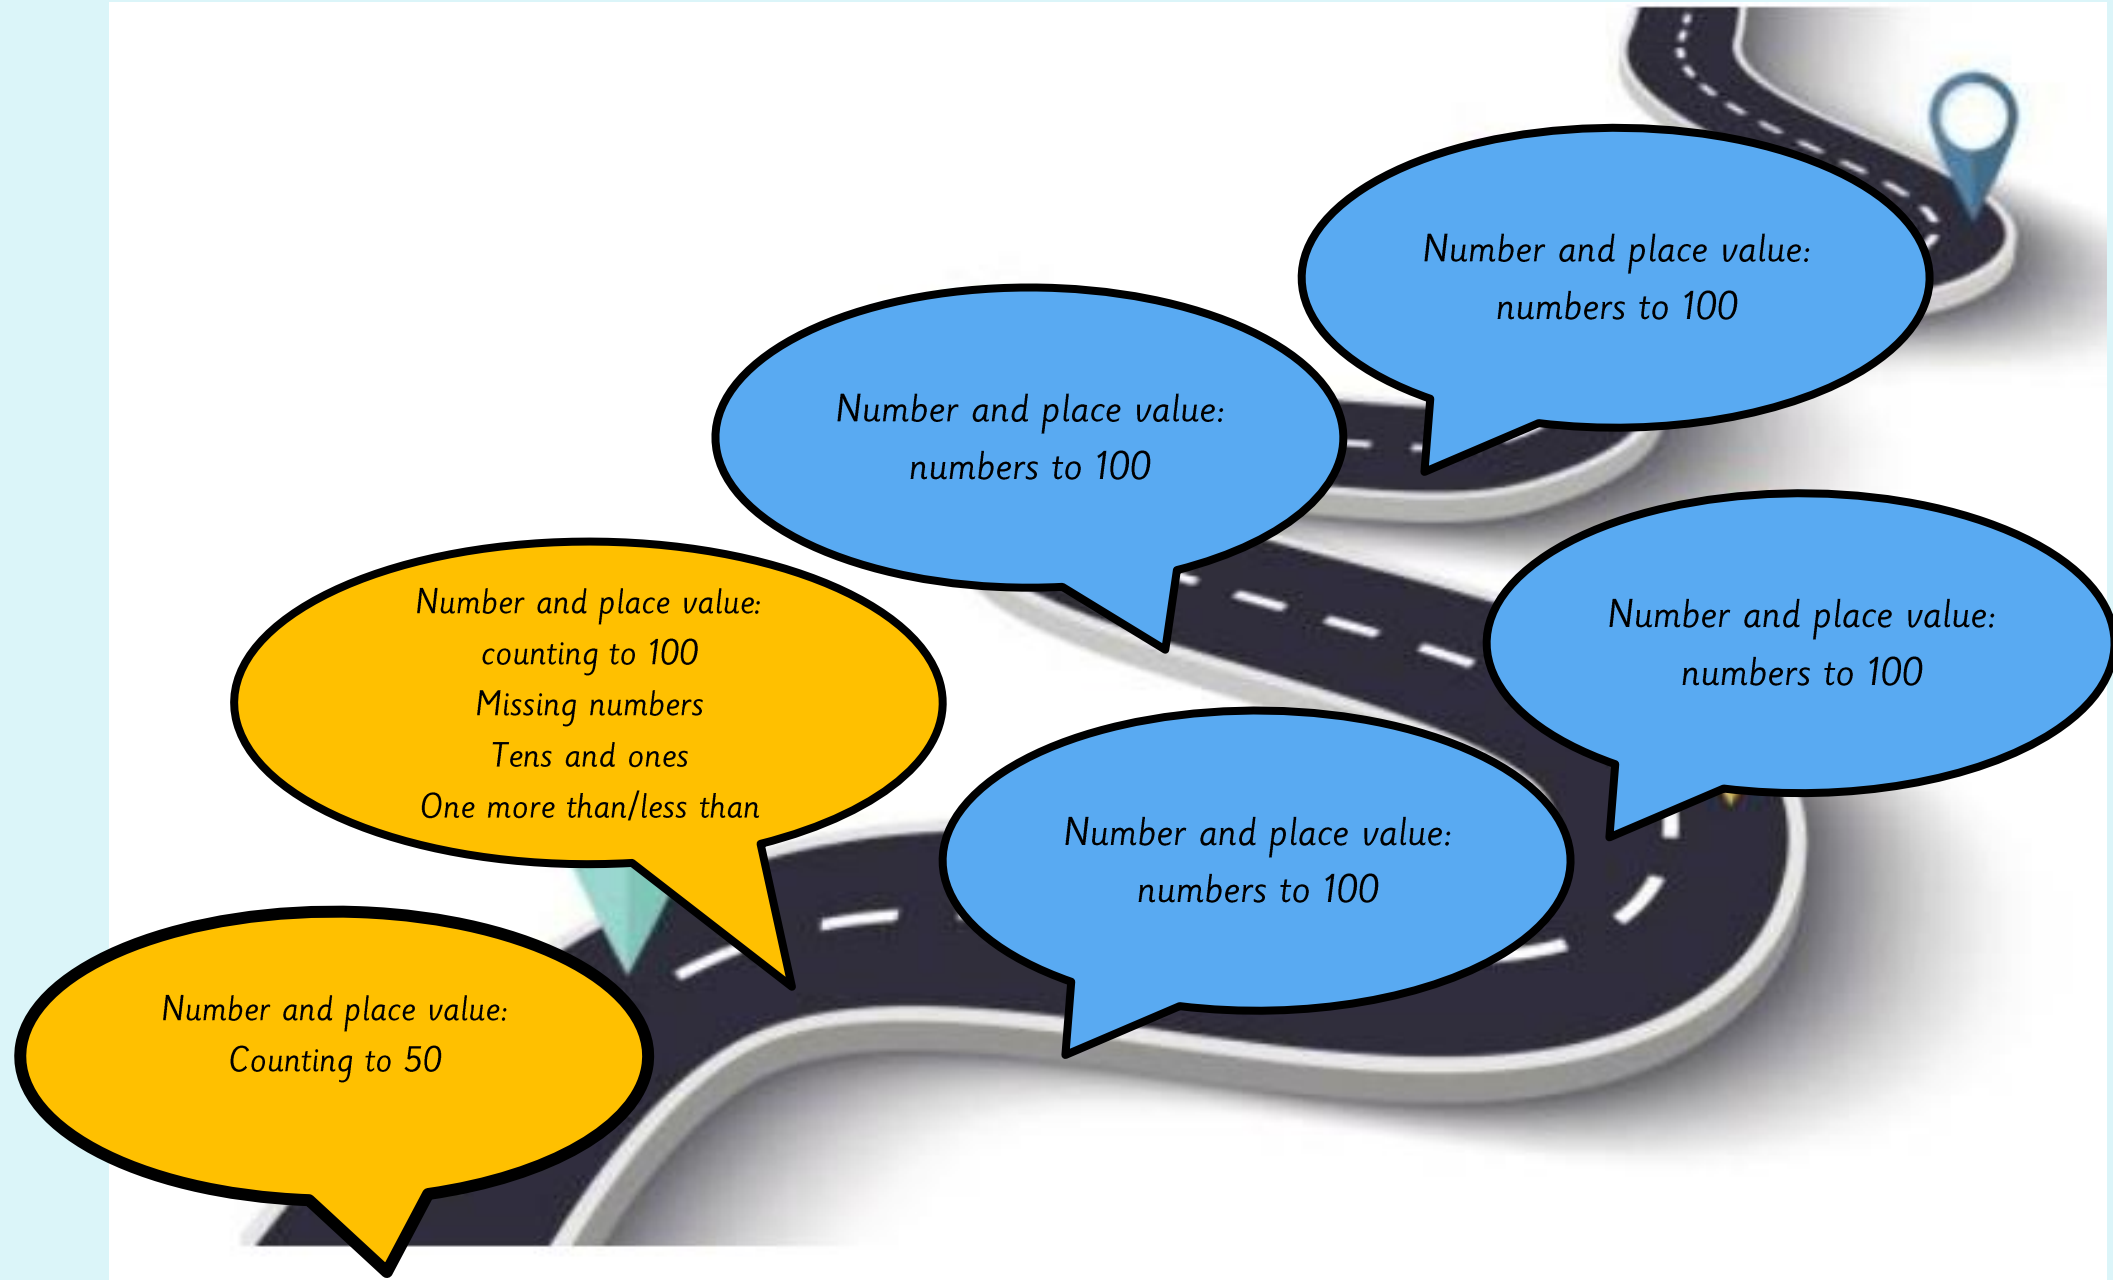 Number and place value:
numbers to 100
Number and place value:
numbers to 100
Number and place value:
counting to 100
Missing numbers
Tens and ones
One more than/less than
Number and place value:
numbers to 100
Number and place value:
numbers to 100
Number and place value:
Counting to 50